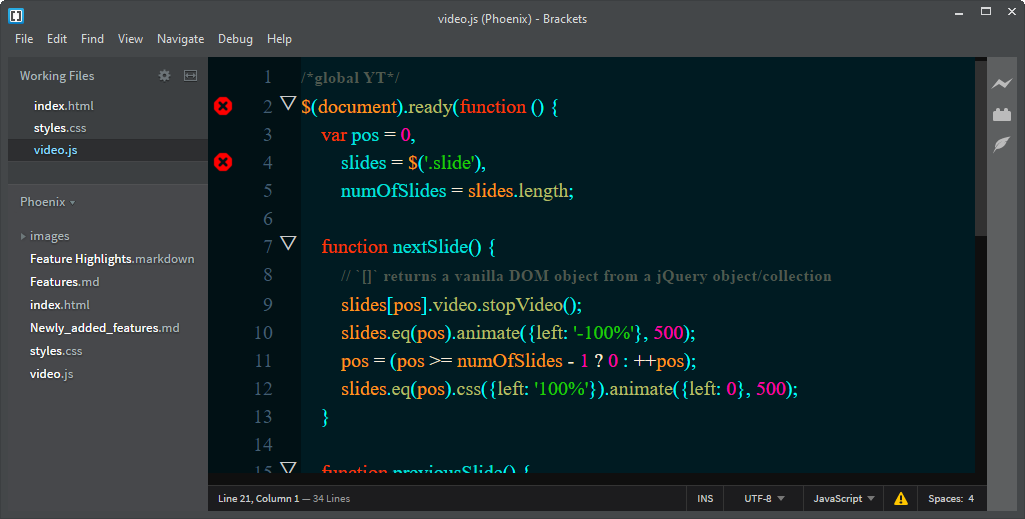 video.js (Phoenix) - Brackets
File Edit Find View Navigate Debug Help
Working Files
index.html
styles.css
video.js
Phoenix
images
Feature Highlights.markdown
Features.md
index.html
Newly_added_features.md
styles.css
video.js
1 /*global YT*/
2 $(document).ready(function () {
3 var pos = 0,
4 slides = $('.slide'),
5 numOfSlides = slides.length;
6
7 function nextSlide() {
8 // `[]` returns a vanilla DOM object from a jQuery object/collection
9 slides[pos].video.stopVideo();
10 slides.eq(pos).animate({left: '-100%'}, 500);
11 pos = (pos >= numOfSlides - 1 ? 0 : ++pos);
12 slides.eq(pos).css({left: '100%'}).animate({left: 0}, 500);
13 }
14
15 function previousSlide() {
Line 21, Column 1 — 34 Lines INS UTF-8 JavaScript Spaces: 4